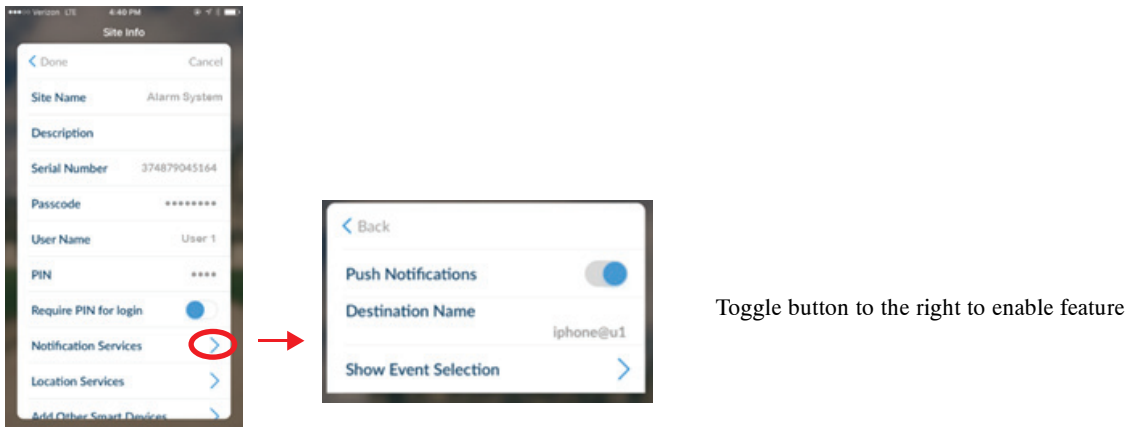 Verizon LTE 4:40 PM
Site Info
Done Cancel
Site Name Alarm System
Description
Serial Number 374879045164
Passcode ••••••••
User Name User 1
PIN ••••
Require PIN for login
Notification Services
Location Services
Add Other Smart Devices
Back
Push Notifications
Destination Name
iphone@u1
Show Event Selection
Toggle button to the right to enable feature